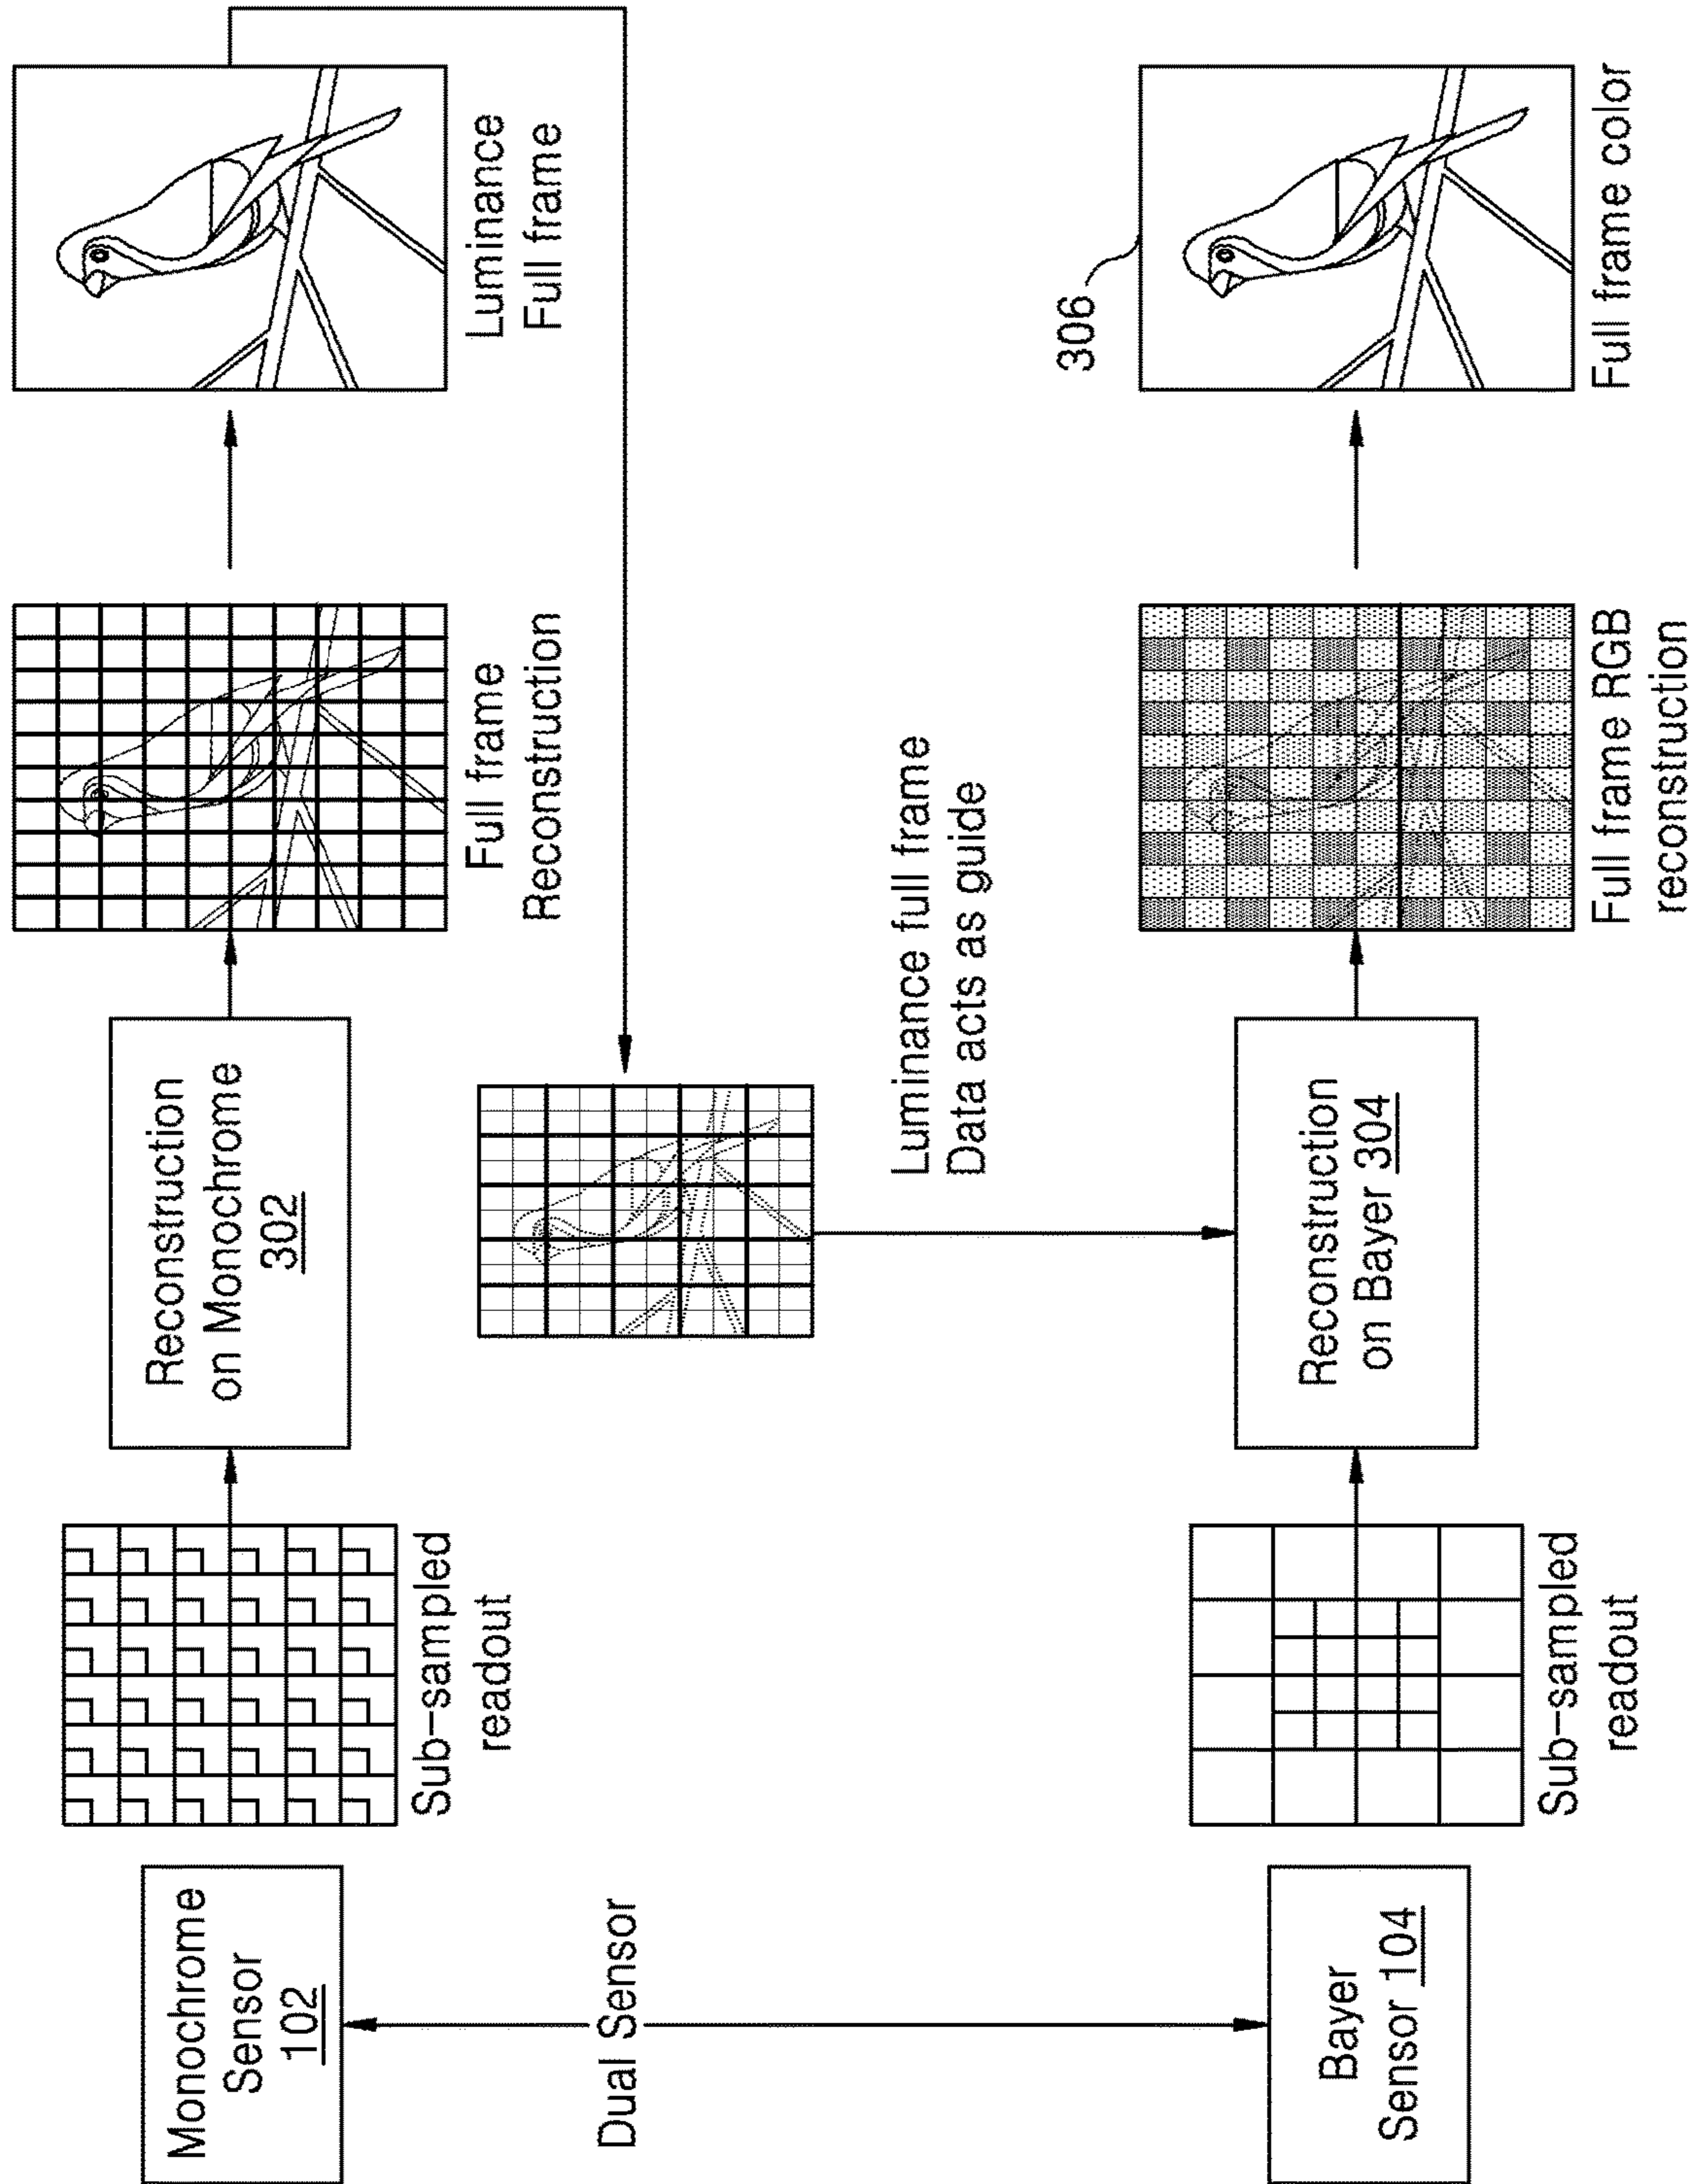 Monochrome
Sensor
102
Sub-sampled
readout
Reconstruction
on Monochrome
302
Full frame
Reconstruction
Luminance
Full frame
Dual Sensor
Luminance full frame
Data acts as guide
Bayer
Sensor 104
Sub-sampled
readout
Reconstruction
on Bayer 304
Full frame RGB
reconstruction
306
Full frame color